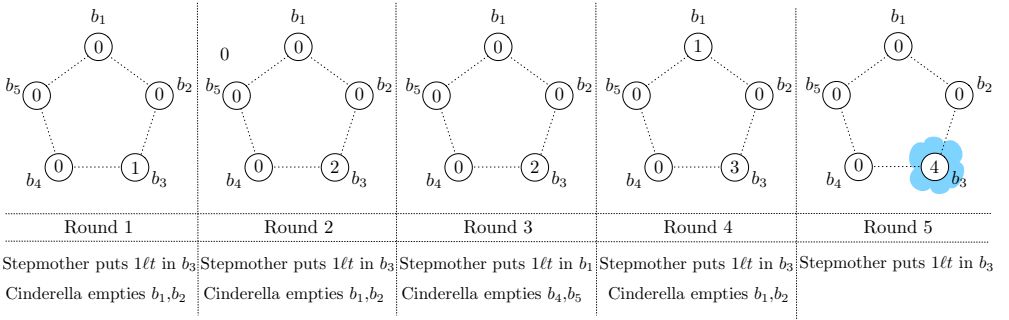 b₁ b₁ b₁ b₁ b₁
0 0 0 0 1 0
b₅ 0 0 b₂ b₅ 0 0 b₂ b₅ 0 0 b₂ b₅ 0 0 b₂ b₅ 0 0 b₂
0 1 0 2 0 2 0 3 0 4
b₄ b₃ b₄ b₃ b₄ b₃ b₄ b₃ b₄ b₃
Round 1 Round 2 Round 3 Round 4 Round 5
Stepmother puts 1ℓt in b₃ Stepmother puts 1ℓt in b₃ Stepmother puts 1ℓt in b₁ Stepmother puts 1ℓt in b₃ Stepmother puts 1ℓt in b₃
Cinderella empties b₁,b₂ Cinderella empties b₁,b₂ Cinderella empties b₄,b₅ Cinderella empties b₁,b₂